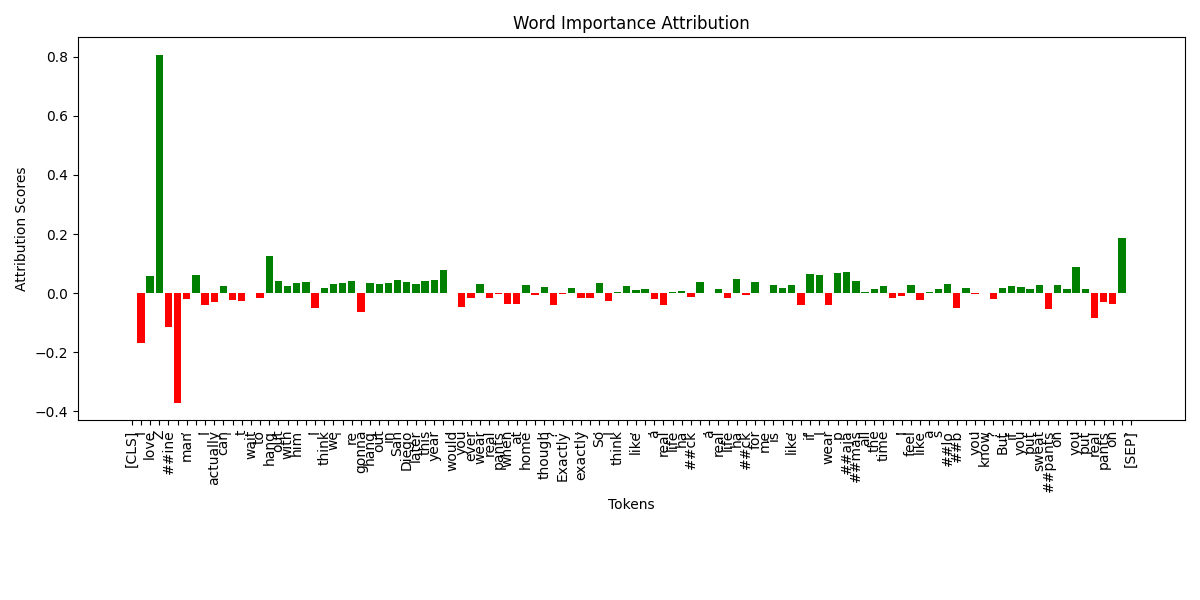 Word Importance Attribution
Attribution Scores
0.8
0.6
0.4
0.2
0.0
−0.2
−0.4
[CLS] I love Z ##ine man , I actually can ' t wait to hang out with him . I think we ' re gonna hang out in San Diego later this year . would you ever wear real pants when at home though ? Exactly , exactly . So I think like , a real life ha ##ck , a real life ha ##ck for me is like , if I wear p ##aja ##mas all the time , I feel like a s ##lo ##b , you know ? But if you put sweat ##pants on , you put real pants on . [SEP]
Tokens